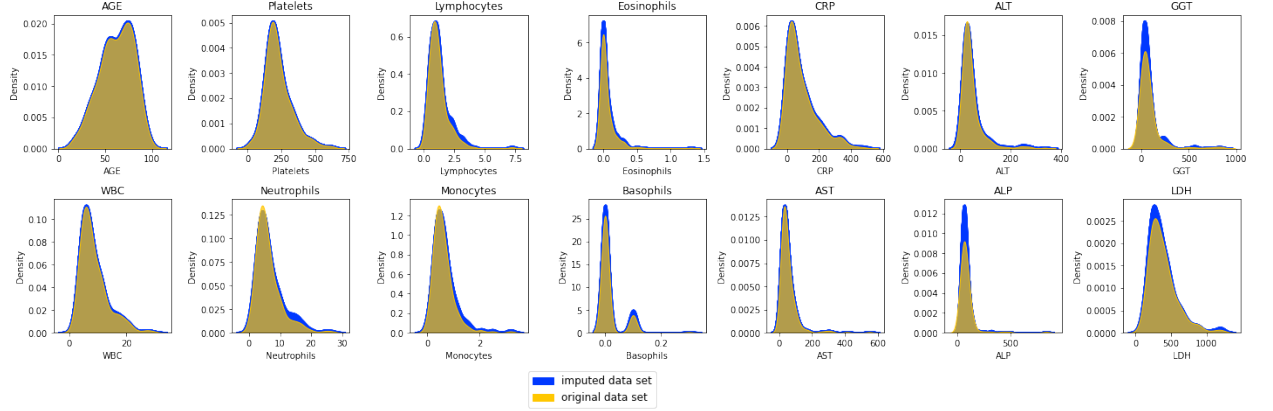 AGE Platelets Lymphocytes Eosinophils CRP ALT GGT
0.020
0.015
0.010
0.005
0.000
Density
0 50 100
AGE
0.005
0.004
0.003
0.002
0.001
0.000
Density
0 250 500 750
Platelets
0.6
0.4
0.2
0.0
Density
0.0 2.5 5.0 7.5
Lymphocytes
6
4
2
0
Density
0.0 0.5 1.0 1.5
Eosinophils
0.006
0.005
0.004
0.003
0.002
0.001
0.000
Density
0 200 400 600
CRP
0.015
0.010
0.005
0.000
Density
0 200 400
ALT
0.008
0.006
0.004
0.002
0.000
Density
0 500 1000
GGT
WBC Neutrophils Monocytes Basophils AST ALP LDH
0.10
0.08
0.06
0.04
0.02
0.00
Density
0 20
WBC
0.125
0.100
0.075
0.050
0.025
0.000
Density
0 10 20 30
Neutrophils
1.2
1.0
0.8
0.6
0.4
0.2
0.0
Density
0 2
Monocytes
25
20
15
10
5
0
Density
0.0 0.2
Basophils
0.0125
0.0100
0.0075
0.0050
0.0025
0.0000
Density
0 200 400 600
AST
0.012
0.010
0.008
0.006
0.004
0.002
0.000
Density
0 500
ALP
0.0025
0.0020
0.0015
0.0010
0.0005
0.0000
Density
0 500 1000
LDH
imputed data set
original data set